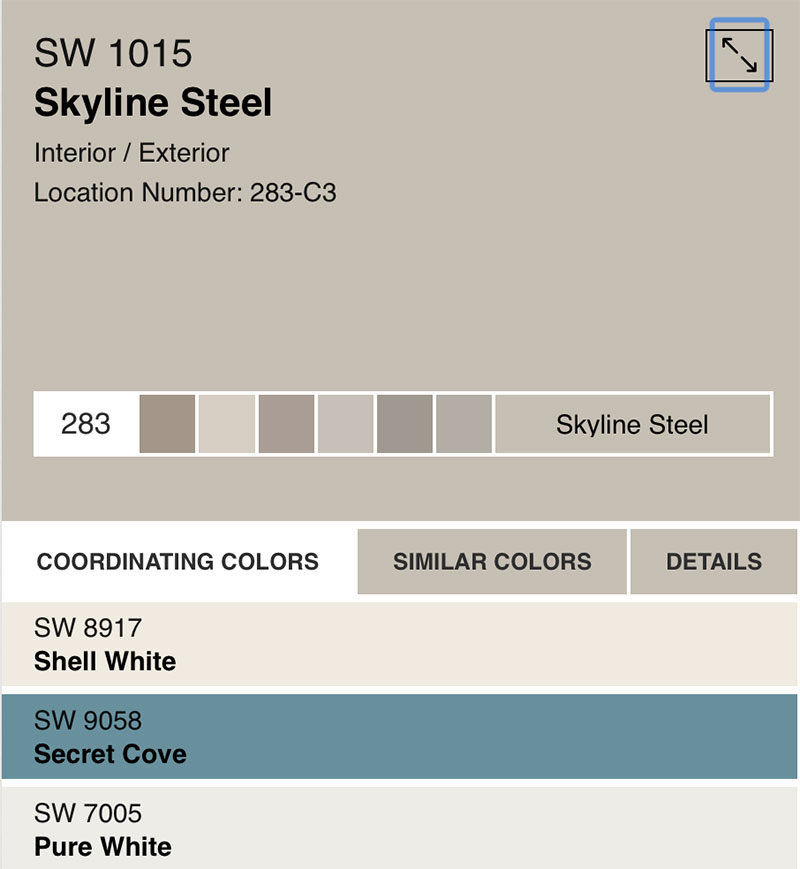 SW 1015
Skyline Steel
Interior / Exterior
Location Number: 283-C3
283 Skyline Steel
COORDINATING COLORS SIMILAR COLORS DETAILS
SW 8917
Shell White
SW 9058
Secret Cove
SW 7005
Pure White